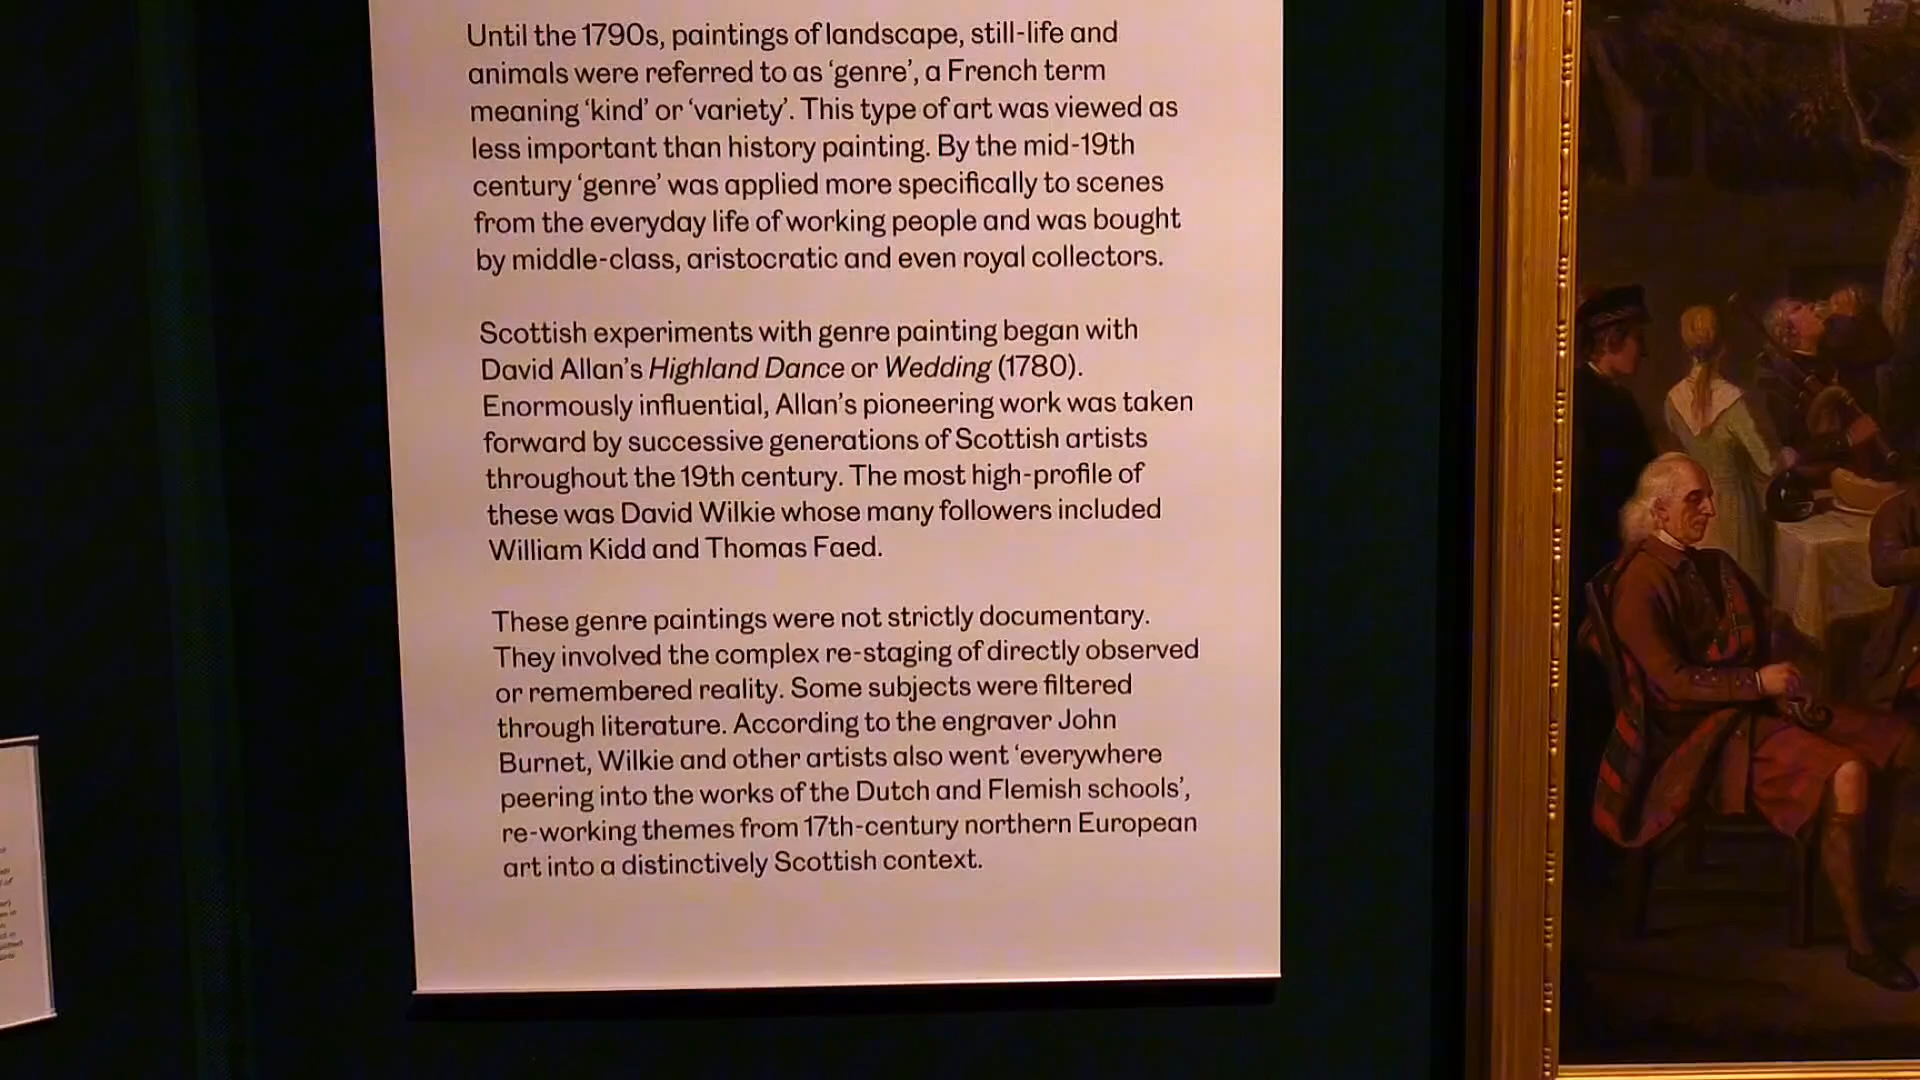 Until the 1790s, paintings of landscape, still-life and
animals were referred to as ‘genre’, a French term
meaning ‘kind’ or ‘variety’. This type of art was viewed as
less important than history painting. By the mid-19th
century ‘genre’ was applied more specifically to scenes
from the everyday life of working people and was bought
by middle-class, aristocratic and even royal collectors.
Scottish experiments with genre painting began with
David Allan’s Highland Dance or Wedding (1780).
Enormously influential, Allan’s pioneering work was taken
forward by successive generations of Scottish artists
throughout the 19th century. The most high-profile of
these was David Wilkie whose many followers included
William Kidd and Thomas Faed.
These genre paintings were not strictly documentary.
They involved the complex re-staging of directly observed
or remembered reality. Some subjects were filtered
through literature. According to the engraver John
Burnet, Wilkie and other artists also went ‘everywhere
peering into the works of the Dutch and Flemish schools’,
re-working themes from 17th-century northern European
art into a distinctively Scottish context.